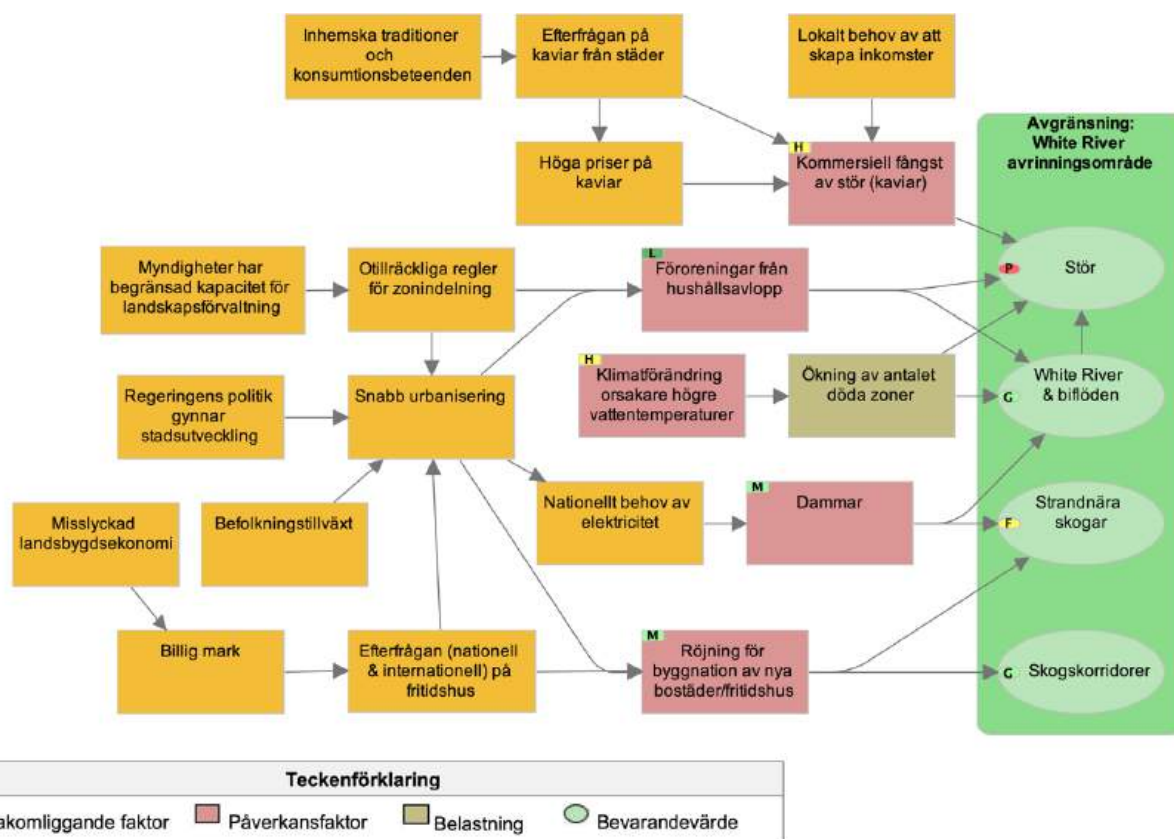 Inhemska traditioner
och
konsumtionsbeteenden
Efterfrågan på
kaviar från städer
Lokalt behov av att
skapa inkomster
Avgränsning:
White River
avrinningsområde
Höga priser på
kaviar
H
Kommersiell fångst
av stör (kaviar)
Myndigheter har
begränsad kapacitet för
landskapsförvaltning
Otillräckliga regler
för zonindelning
L
Föroreningar från
hushållsavlopp
P
Stör
Regeringens politik
gynnar
stadsutveckling
Snabb urbanisering
H
Klimatförändring
orsakare högre
vattentemperaturer
Ökning av antalet
döda zoner
G
White River
& biflöden
Misslyckad
landsbygdsekonomi
Befolkningstillväxt
Nationellt behov av
elektricitet
M
Dammar
F
Strandnära
skogar
Billig mark
Efterfrågan (nationell
& internationell) på
fritidshus
M
Röjning för
byggnation av nya
bostäder/fritidshus
G
Skogskorridorer
Teckenförklaring
akomliggande faktor
Påverkansfaktor
Belastning
Bevarandevärde